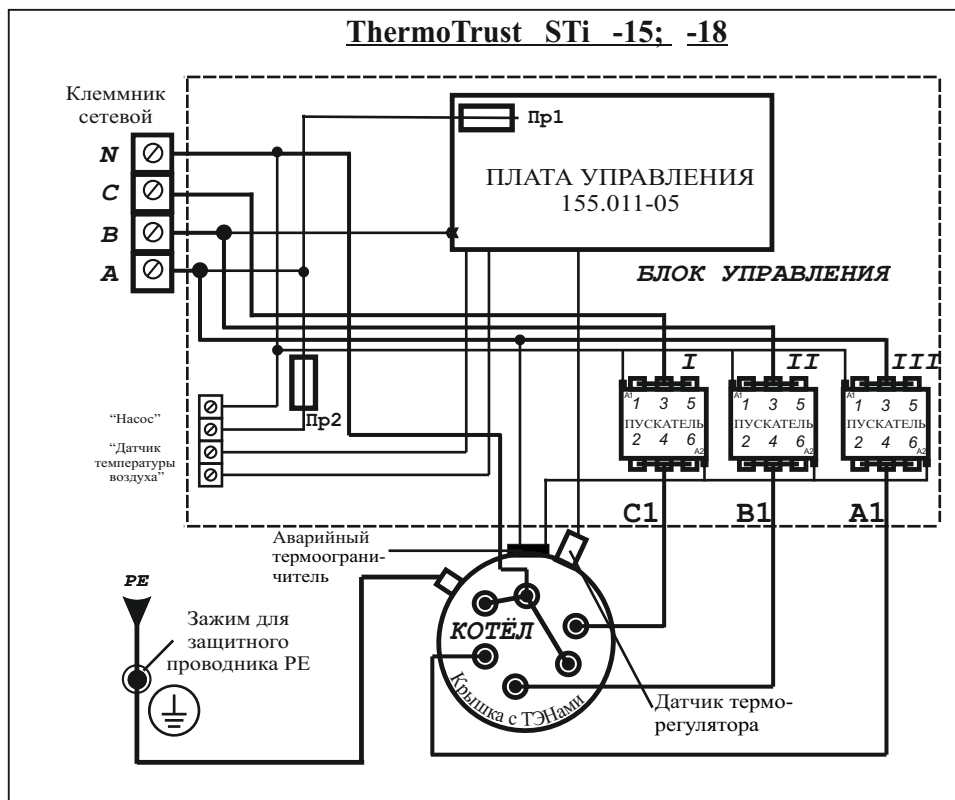 ThermoTrust STi -15; -18
Клеммник
сетевой
N
C
B
A
Пр1
ПЛАТА УПРАВЛЕНИЯ
155.011-05
БЛОК УПРАВЛЕНИЯ
I
II
III
A1
1 3 5
ПУСКАТЕЛЬ
2 4 6
A2
A1
1 3 5
ПУСКАТЕЛЬ
2 4 6
A2
A1
1 3 5
ПУСКАТЕЛЬ
2 4 6
A2
“Насос”
Пр2
“Датчик
температуры
воздуха”
C1
B1
A1
Аварийный
термоограни-
читель
PE
Зажим для
защитного
проводника PE
КОТЁЛ
Крышка с ТЭНами
Датчик термо-
регулятора